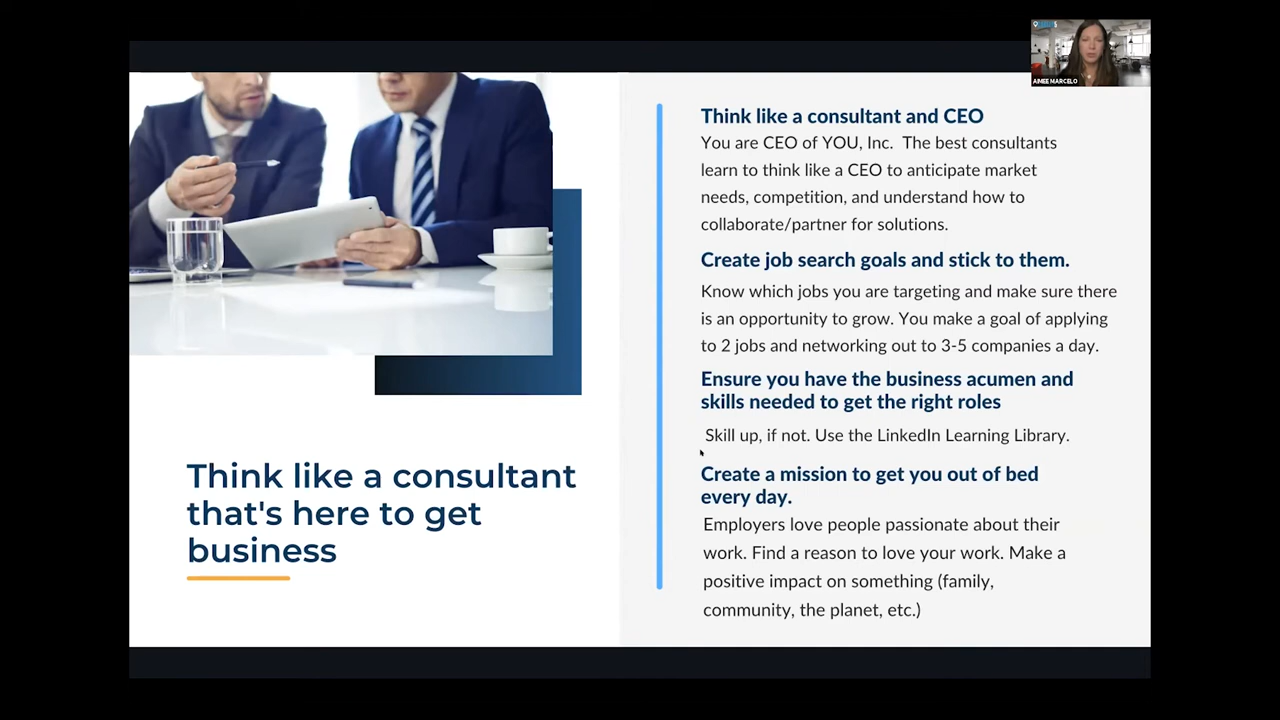 AIMEE MARCELO
Think like a consultant
that's here to get
business
Think like a consultant and CEO
You are CEO of YOU, Inc.  The best consultants
learn to think like a CEO to anticipate market
needs, competition, and understand how to
collaborate/partner for solutions.
Create job search goals and stick to them.
Know which jobs you are targeting and make sure there
is an opportunity to grow. You make a goal of applying
to 2 jobs and networking out to 3-5 companies a day.
Ensure you have the business acumen and
skills needed to get the right roles
Skill up, if not. Use the LinkedIn Learning Library.
Create a mission to get you out of bed
every day.
Employers love people passionate about their
work. Find a reason to love your work. Make a
positive impact on something (family,
community, the planet, etc.)